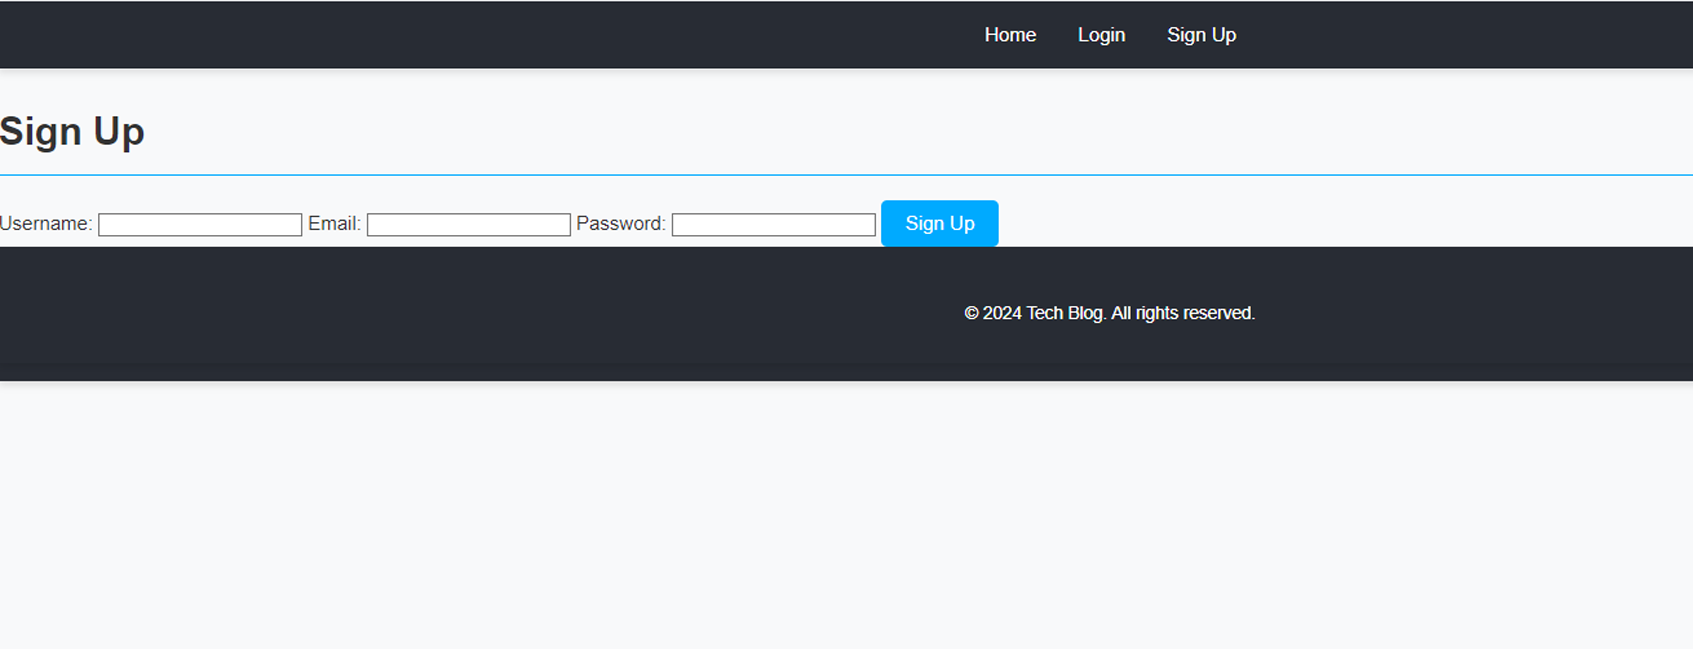 Home Login Sign Up
Sign Up
Username: Email: Password: Sign Up
© 2024 Tech Blog. All rights reserved.